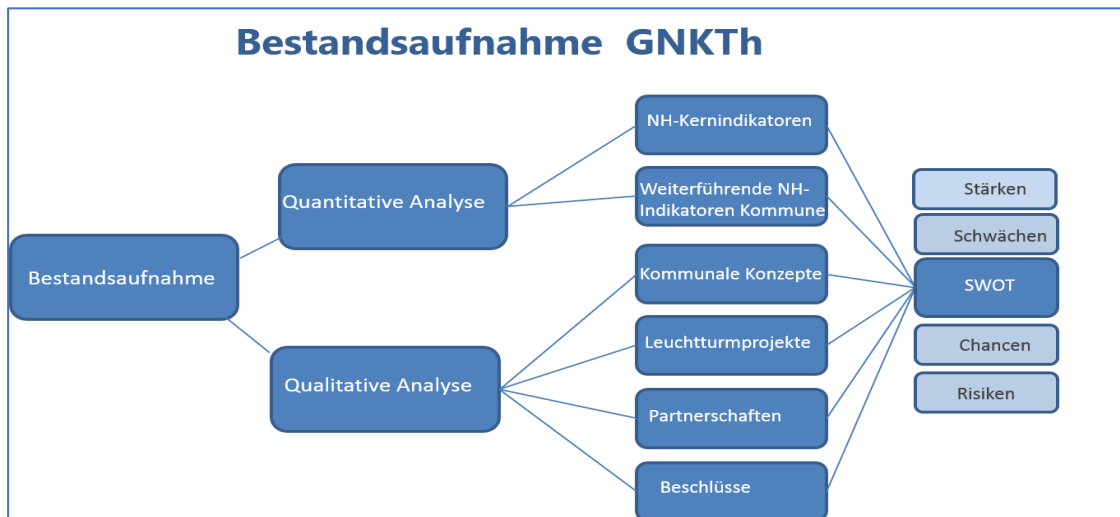 Bestandsaufnahme GNKTh
Bestandsaufnahme
Quantitative Analyse
Qualitative Analyse
NH-Kernindikatoren
Weiterführende NH-
Indikatoren Kommune
Kommunale Konzepte
Leuchtturmprojekte
Partnerschaften
Beschlüsse
Stärken
Schwächen
SWOT
Chancen
Risiken